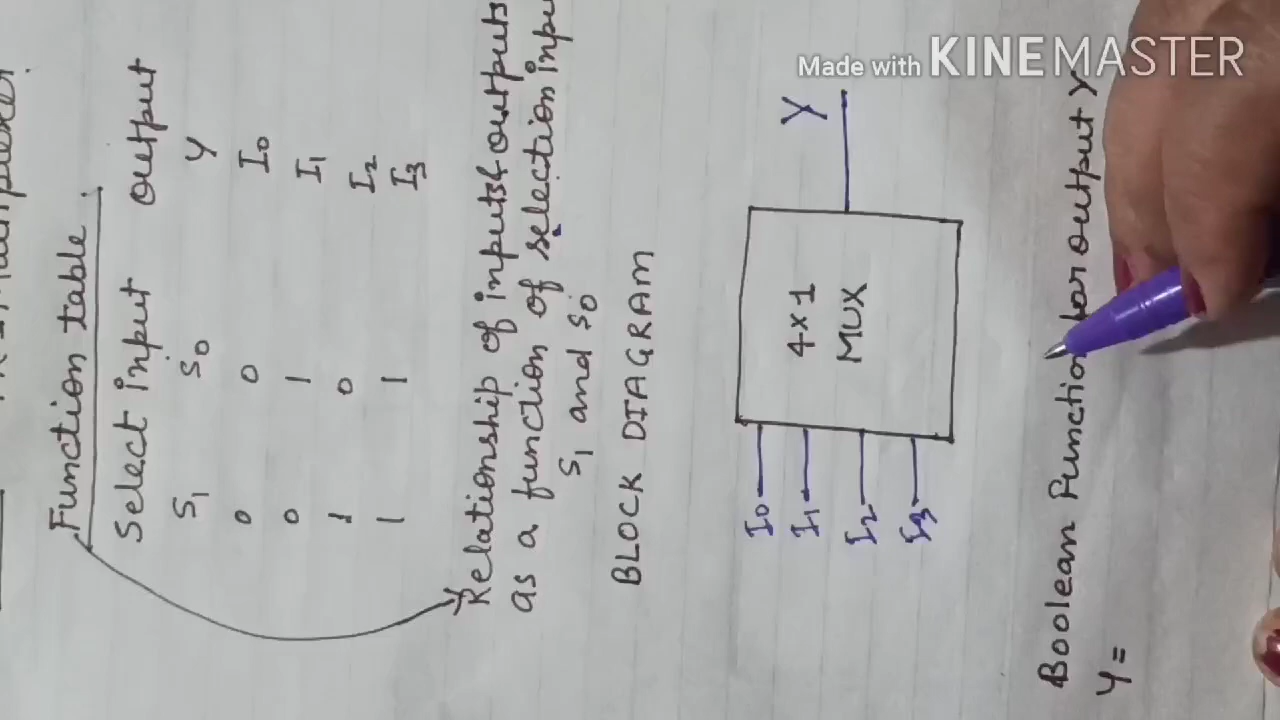 Function table.
Select input output
S1 S0 Y
0 0 I0
0 1 I1
1 0 I2
1 1 I3
Relationship of inputs & outputs
as a function of selection inpu
S1 and S0
BLOCK DIAGRAM
I0
I1
I2
I3
4x1
MUX
Y
Boolean Function for output Y
Y =
Made with KINEMASTER